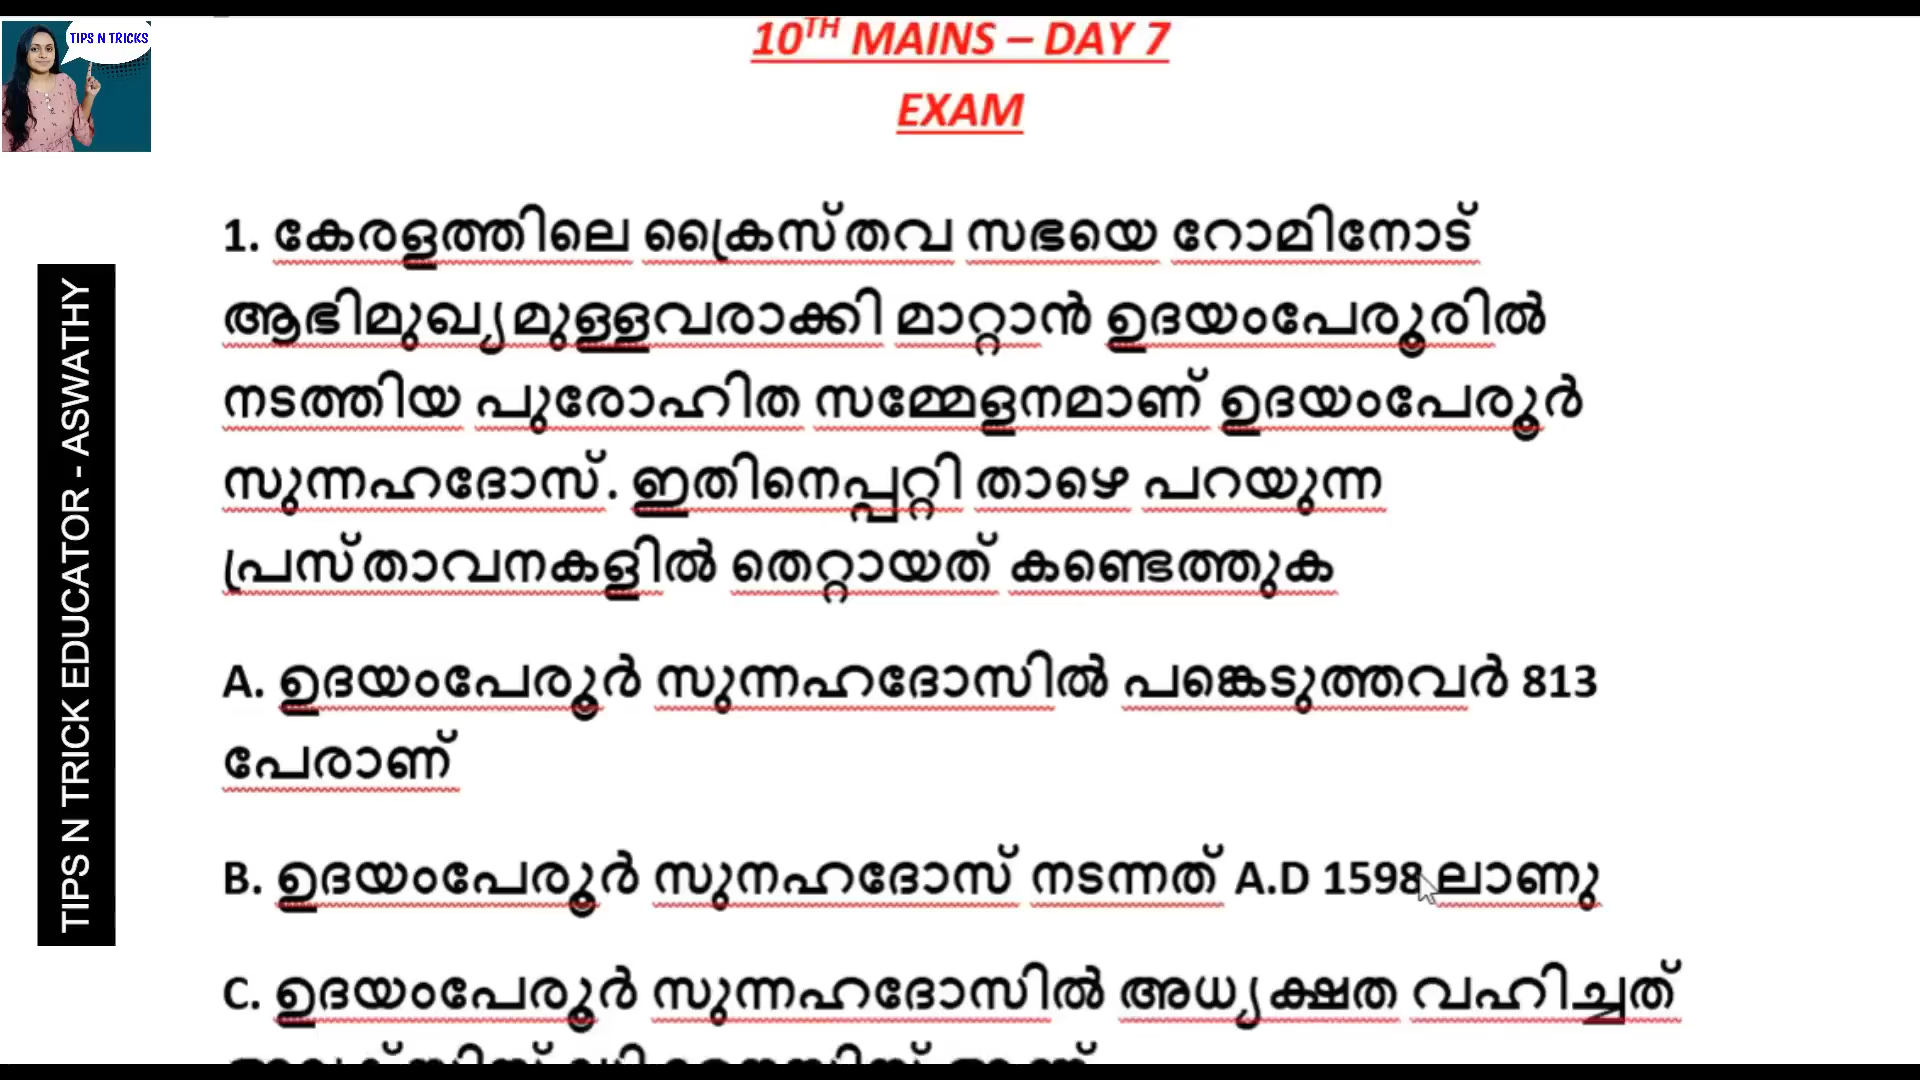 TIPS N TRICKS
10TH MAINS – DAY 7
EXAM
1. കേരളത്തിലെ ക്രൈസ്തവ സഭയെ റോമിനോട്
ആഭിമുഖ്യമുള്ളവരാക്കി മാറ്റാൻ ഉദയംപേരൂരിൽ
നടത്തിയ പുരോഹിത സമ്മേളനമാണ് ഉദയംപേരൂർ
സുന്നഹദോസ്. ഇതിനെപ്പറ്റി താഴെ പറയുന്ന
പ്രസ്താവനകളിൽ തെറ്റായത് കണ്ടെത്തുക
A. ഉദയംപേരൂർ സുന്നഹദോസിൽ പങ്കെടുത്തവർ 813
പേരാണ്
B. ഉദയംപേരൂർ സുനഹദോസ് നടന്നത് A.D 1598 ലാണു
C. ഉദയംപേരൂർ സുന്നഹദോസിൽ അധ്യക്ഷത വഹിച്ചത്
TIPS N TRICK EDUCATOR - ASWATHY